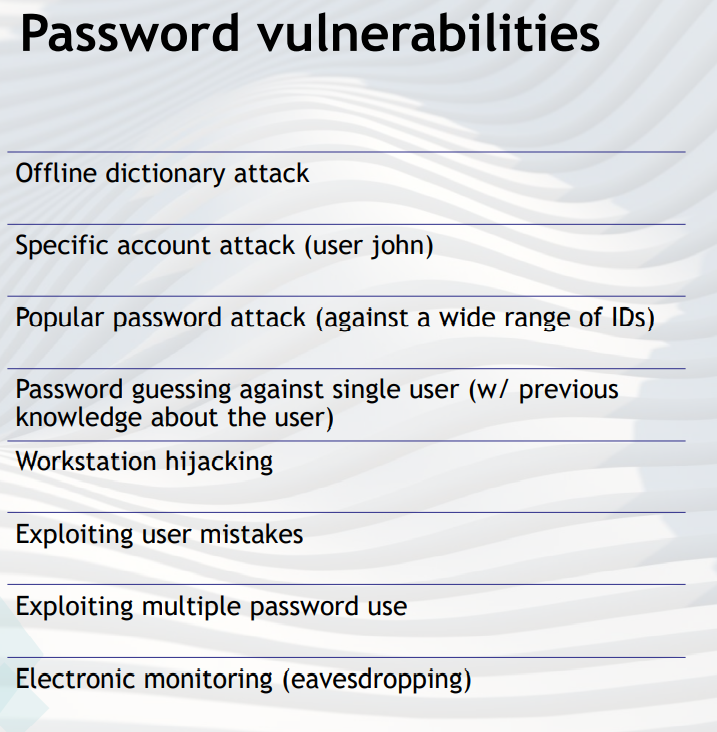 Password vulnerabilities
Offline dictionary attack
Specific account attack (user john)
Popular password attack (against a wide range of IDs)
Password guessing against single user (w/ previous
knowledge about the user)
Workstation hijacking
Exploiting user mistakes
Exploiting multiple password use
Electronic monitoring (eavesdropping)